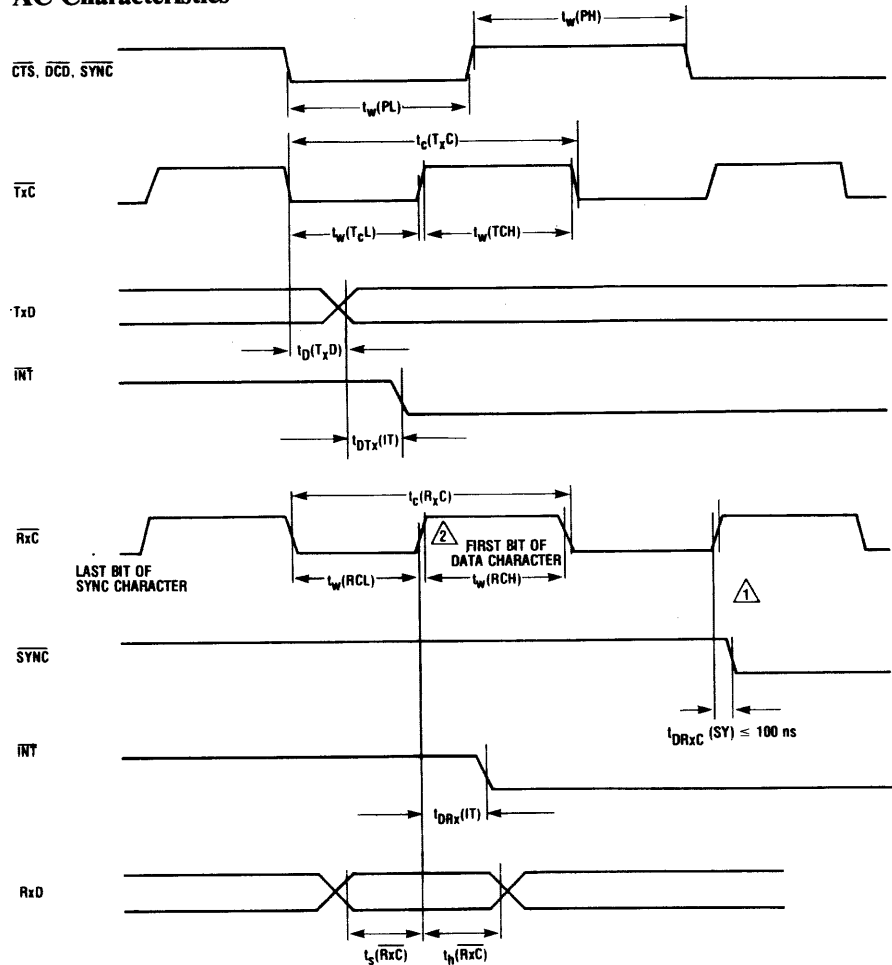 AC Characteristics
tw(PH)
CTS, DCD, SYNC
tw(PL)
tc(TxC)
TxC
tw(TcL)
tw(TCH)
TxD
tD(TxD)
INT
tDTx(IT)
tc(RxC)
RxC
2
FIRST BIT OF
DATA CHARACTER
LAST BIT OF
SYNC CHARACTER
tw(RCL)
tw(RCH)
1
SYNC
tDRxC (SY) ≤ 100 ns
INT
tDRx(IT)
RxD
ts(RxC)
th(RxC)